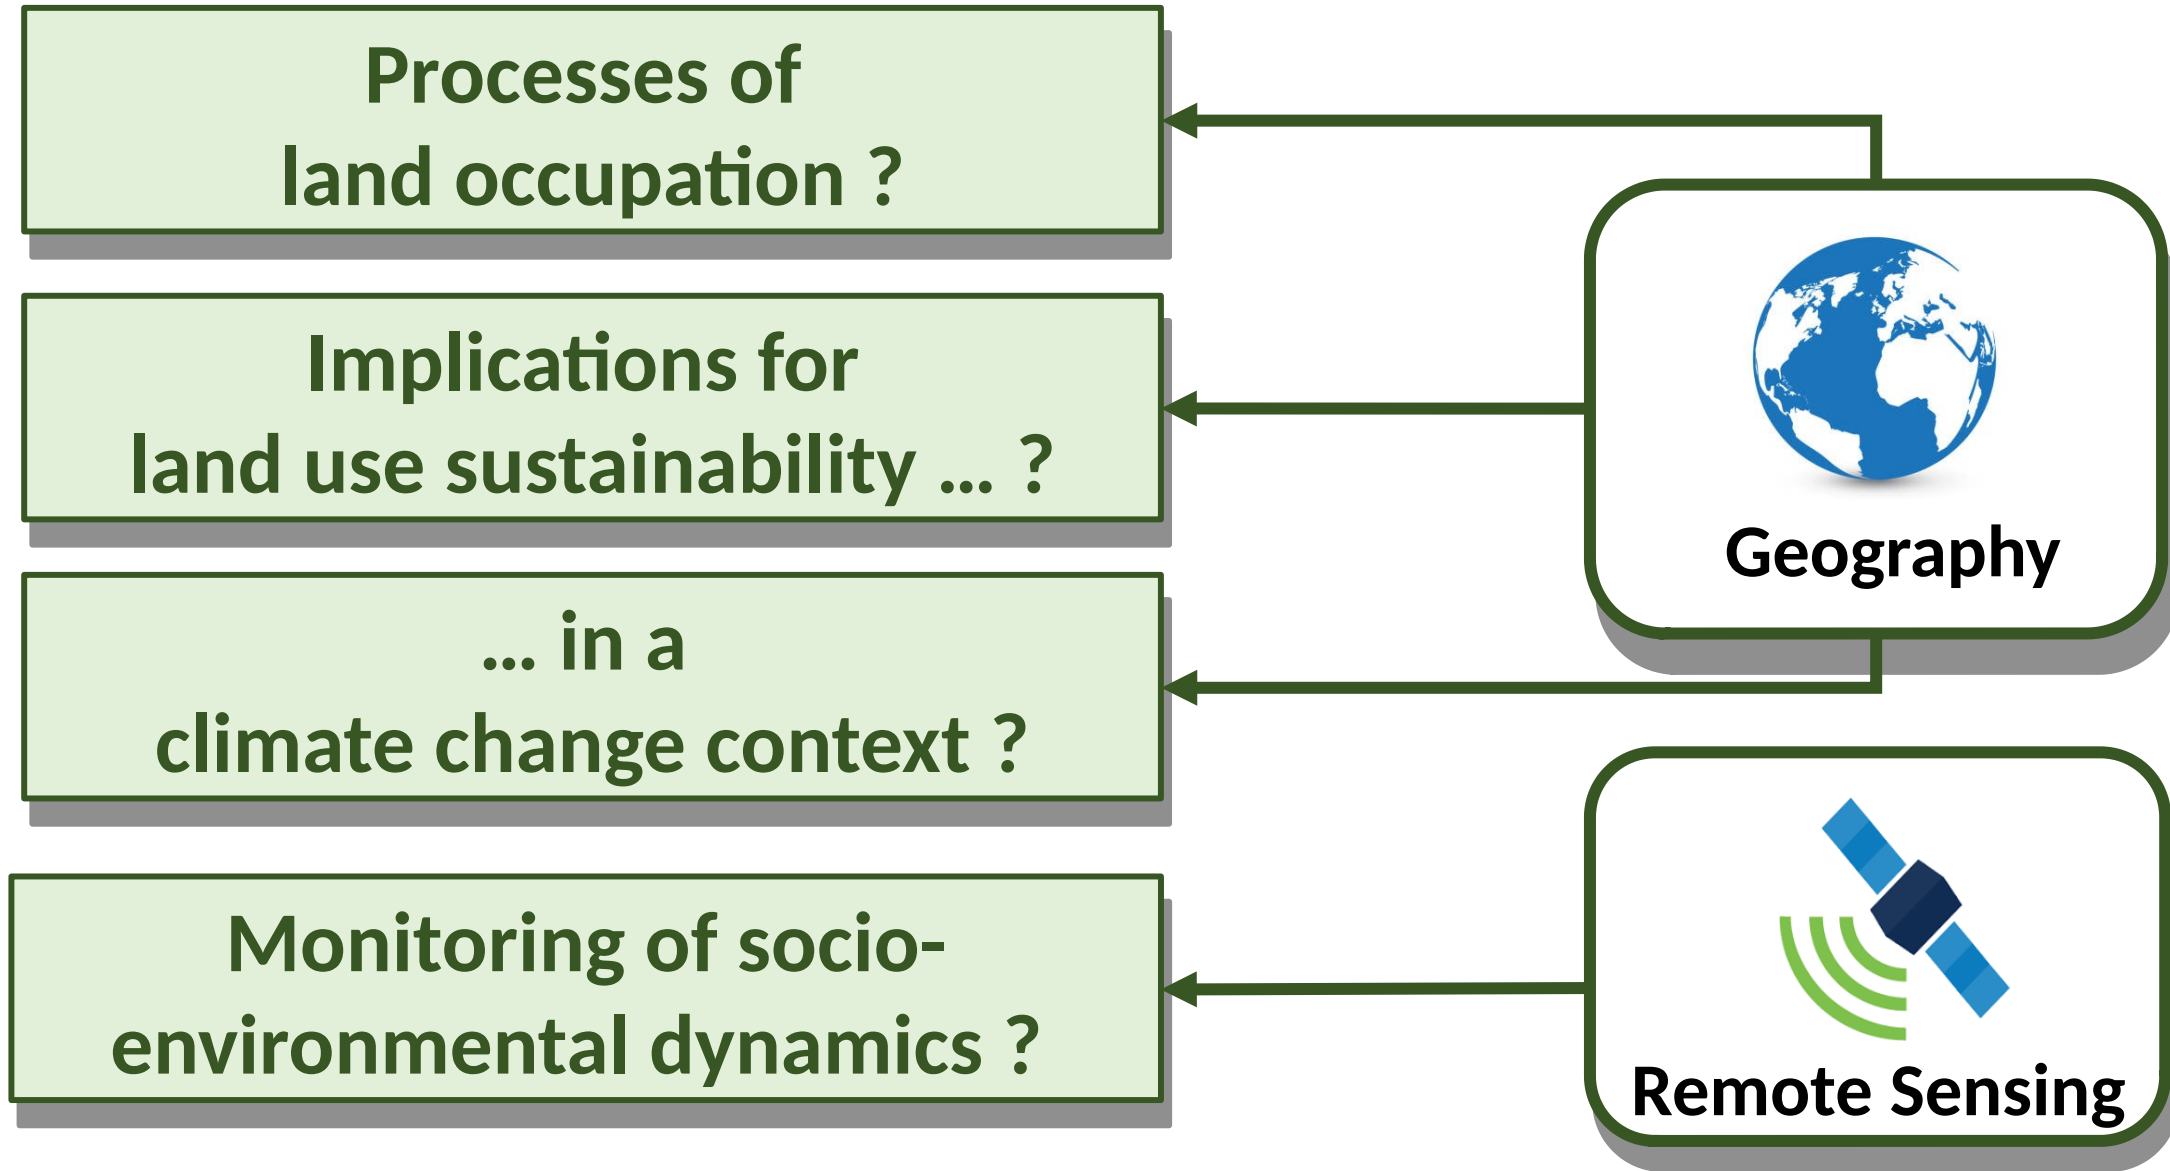 Processes of
land occupation ?
Implications for
land use sustainability ... ?
... in a
climate change context ?
Monitoring of socio-
environmental dynamics ?
Geography
Remote Sensing